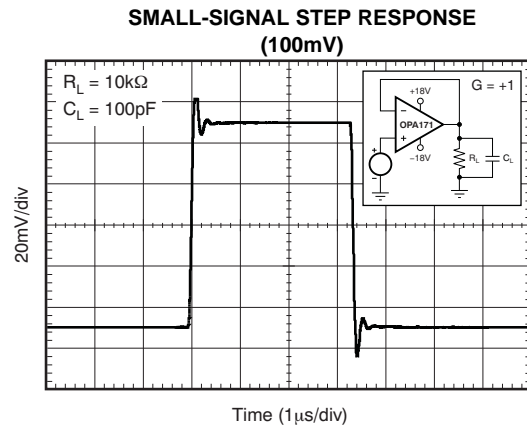 SMALL-SIGNAL STEP RESPONSE
(100mV)
R_L = 10kΩ
C_L = 100pF
G = +1
+18V
−
OPA171
+
−18V
+
−
R_L
C_L
20mV/div
Time (1μs/div)